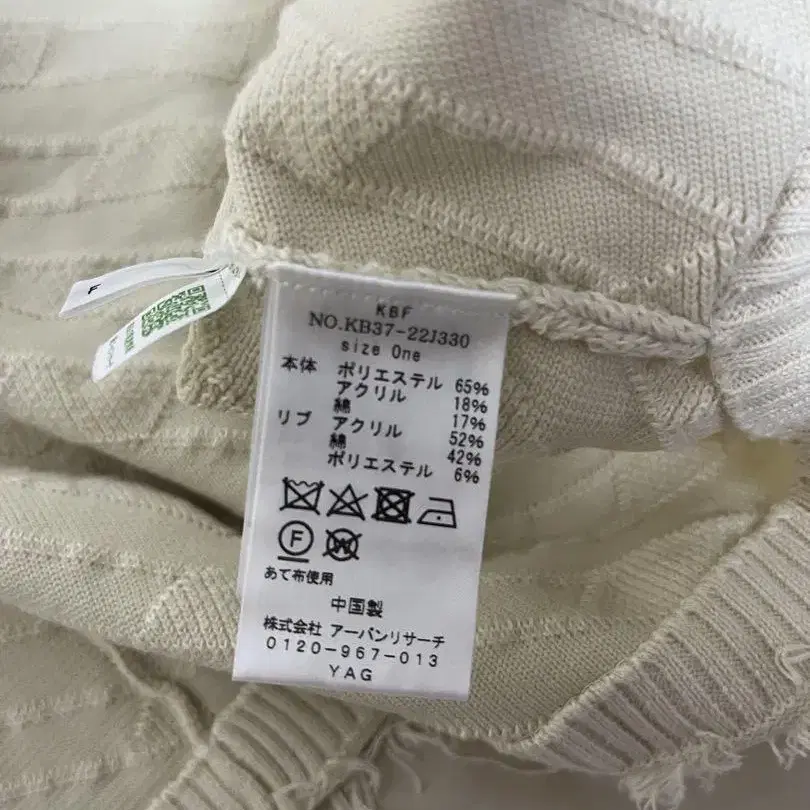 KBF
NO.KB37-22J330
size One
本体 ポリエステル 65%
アクリル 18%
綿 17%
リブ アクリル 52%
綿 42%
ポリエステル 6%
F
W
あて布使用
中国製
株式会社 アーバンリサーチ
0120-967-013
YAG
F